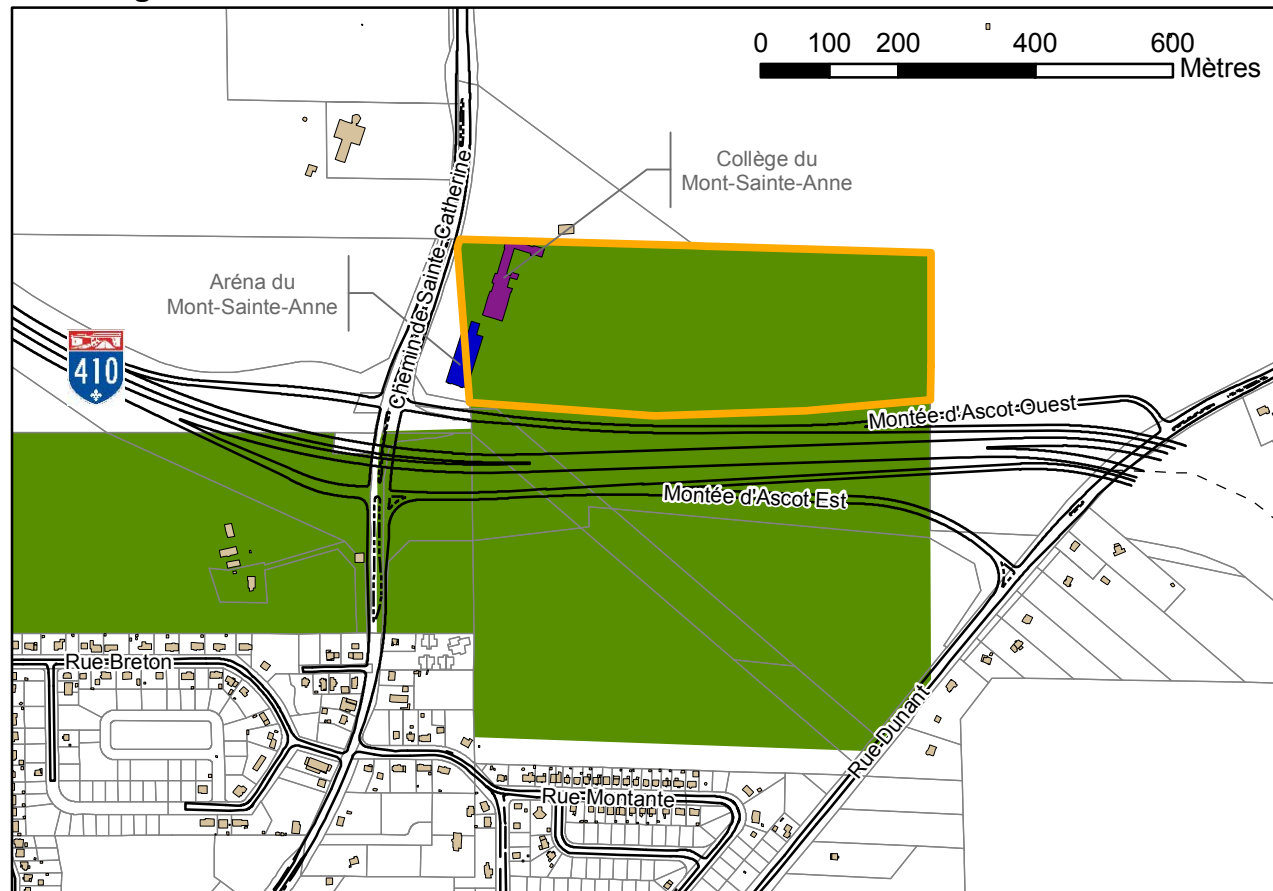 0 100 200 400 600
Mètres
Collège du
Mont-Sainte-Anne
Chemin de Sainte-Catherine
Aréna du
Mont-Sainte-Anne
410
Montée d'Ascot Ouest
Montée d'Ascot Est
Rue Breton
Rue Dunant
Rue Montante